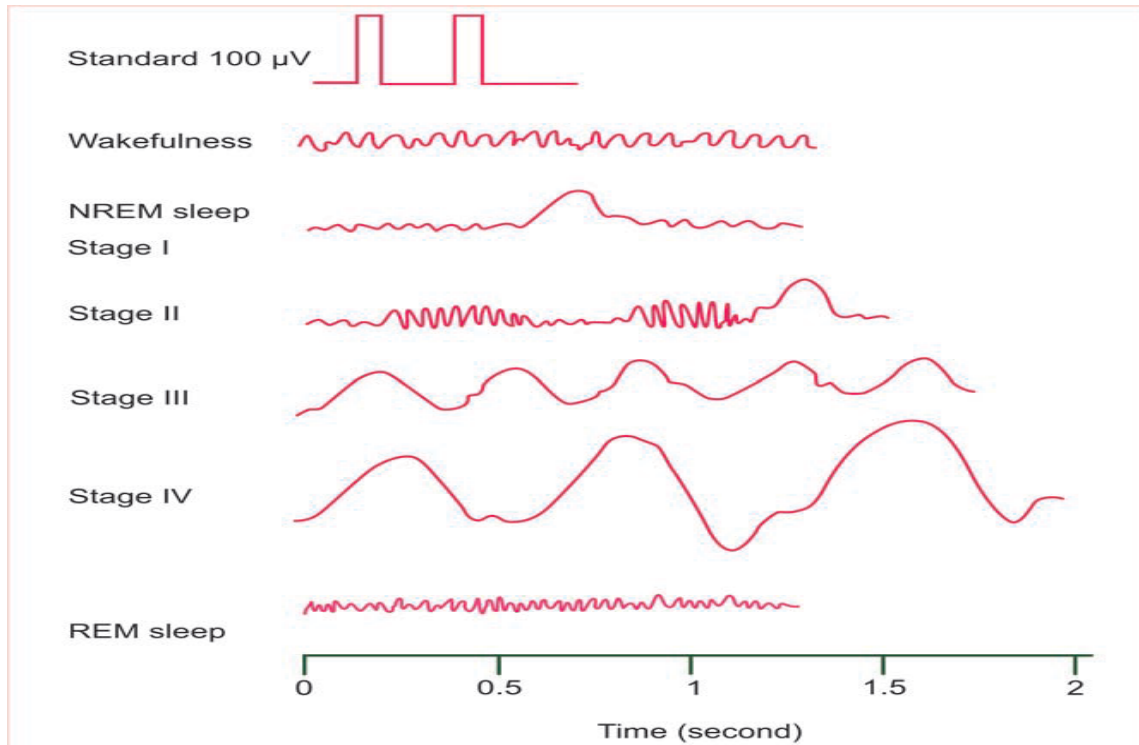 Standard 100 µV
Wakefulness
NREM sleep
Stage I
Stage II
Stage III
Stage IV
REM sleep
0 0.5 1 1.5 2
Time (second)